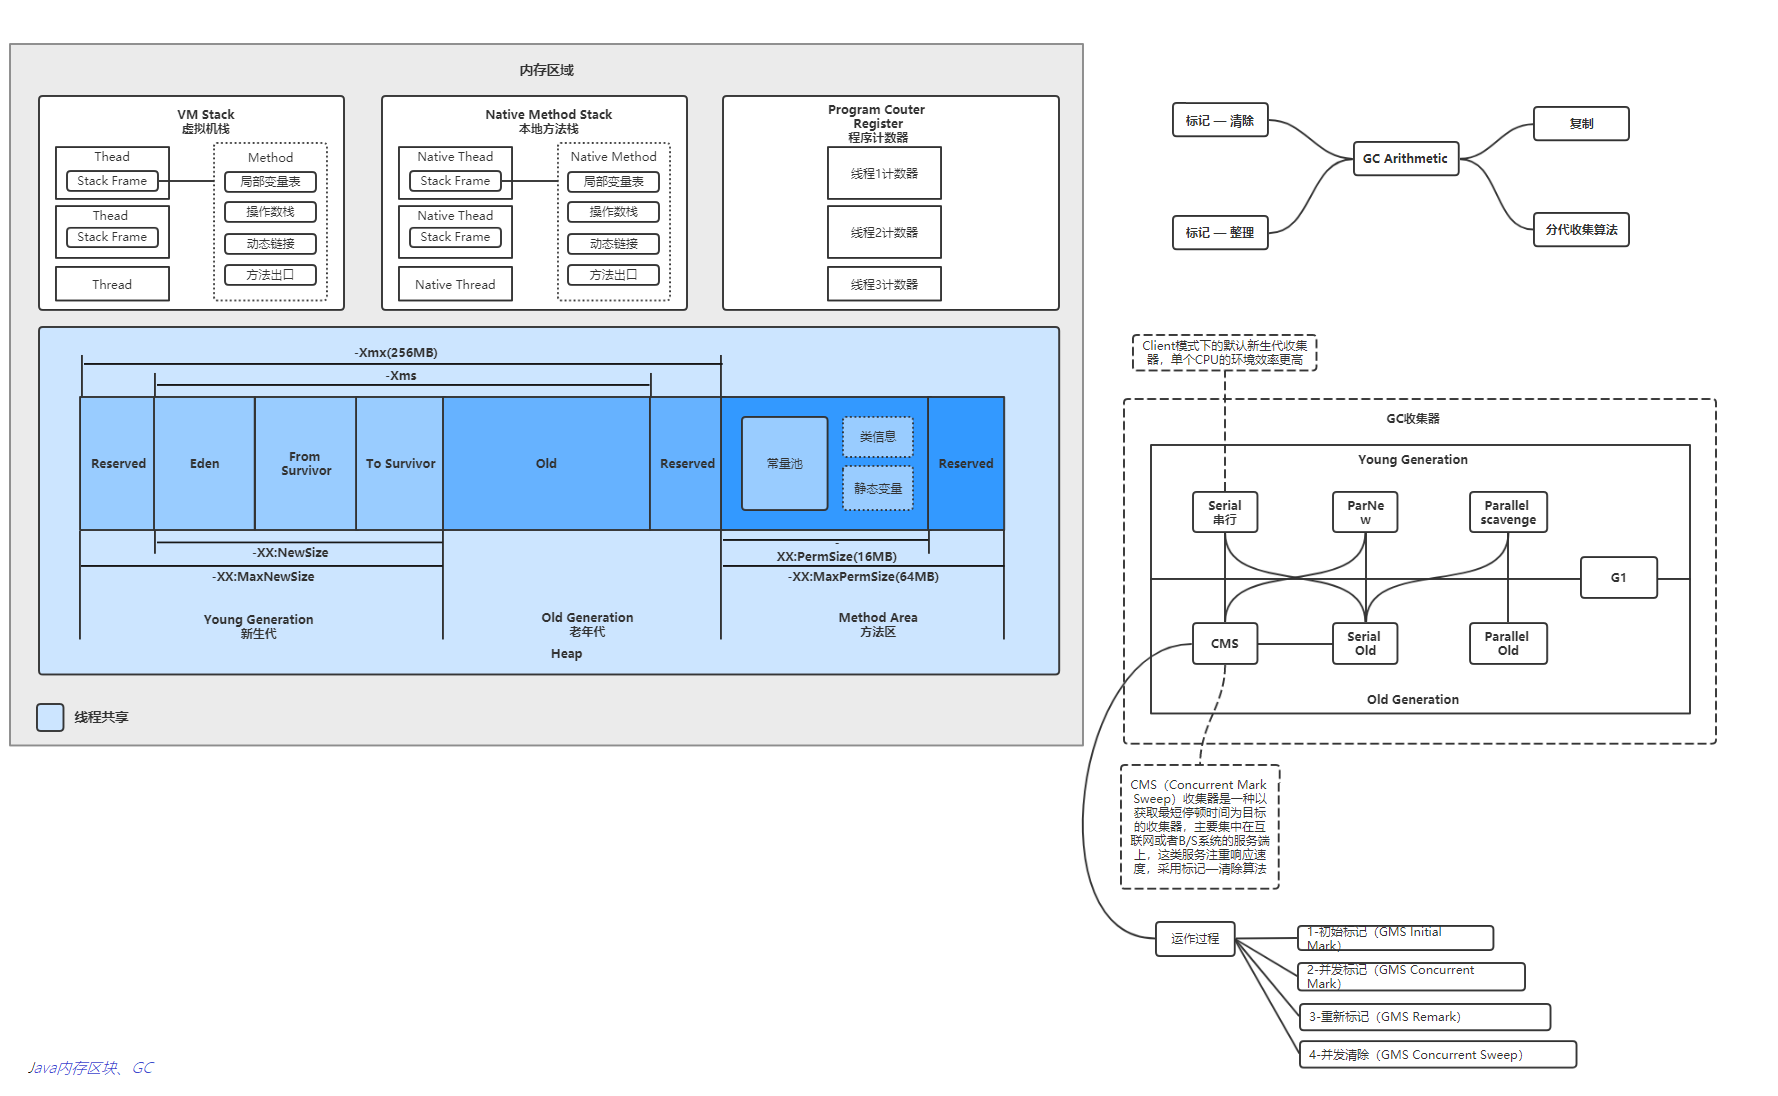 内存区域
VM Stack
虚拟机栈
Thead
Stack Frame
Thead
Stack Frame
Thread
Method
局部变量表
操作数栈
动态链接
方法出口
Native Method Stack
本地方法栈
Native Thead
Stack Frame
Native Thead
Stack Frame
Native Thread
Native Method
局部变量表
操作数栈
动态链接
方法出口
Program Couter
Register
程序计数器
线程1计数器
线程2计数器
线程3计数器
-Xmx(256MB)
-Xms
Reserved
Eden
From
Survivor
To Survivor
Old
Reserved
常量池
类信息
静态变量
Reserved
-XX:NewSize
-XX:MaxNewSize
-
XX:PermSize(16MB)
-XX:MaxPermSize(64MB)
Young Generation
新生代
Old Generation
老年代
Method Area
方法区
Heap
线程共享
标记 — 清除
标记 — 整理
GC Arithmetic
复制
分代收集算法
Client模式下的默认新生代收集
器，单个CPU的环境效率更高
GC收集器
Young Generation
Serial
串行
ParNe
w
Parallel
scavenge
G1
CMS
Serial
Old
Parallel
Old
Old Generation
CMS（Concurrent Mark
Sweep）收集器是一种以
获取最短停顿时间为目标
的收集器，主要集中在互
联网或者B/S系统的服务端
上，这类服务注重响应速
度，采用标记—清除算法
运作过程
1-初始标记（GMS Initial
Mark）
2-并发标记（GMS Concurrent
Mark）
3-重新标记（GMS Remark）
4-并发清除（GMS Concurrent Sweep）
Java内存区块、GC